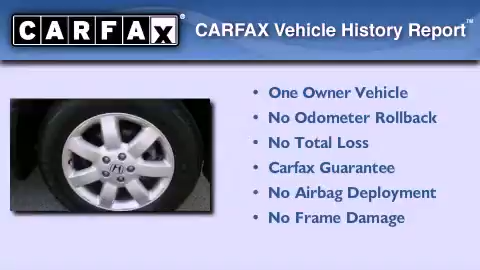 CARFAX® CARFAX Vehicle History Report™
• One Owner Vehicle
• No Odometer Rollback
• No Total Loss
• Carfax Guarantee
• No Airbag Deployment
• No Frame Damage